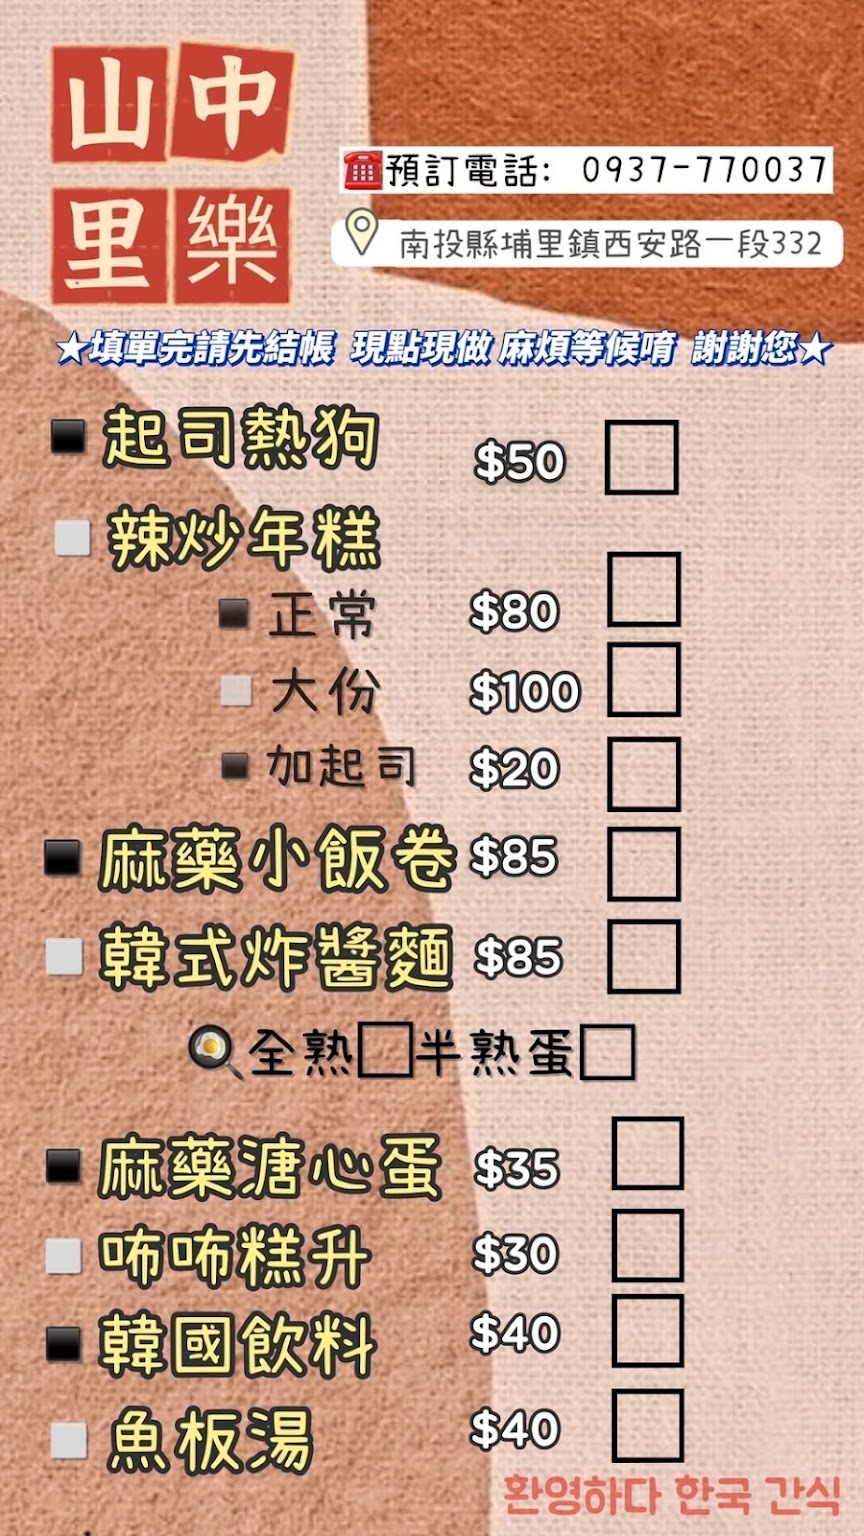 山中
里樂
預訂電話: 0937-770037
南投縣埔里鎮西安路一段332
★填單完請先結帳 現點現做 麻煩等候唷 謝謝您★
起司熱狗 $50
辣炒年糕
正常 $80
大份 $100
加起司 $20
麻藥小飯卷 $85
韓式炸醬麵 $85
全熟 半熟蛋
麻藥溏心蛋 $35
咘咘糕升 $30
韓國飲料 $40
魚板湯 $40
환영하다 한국 간식